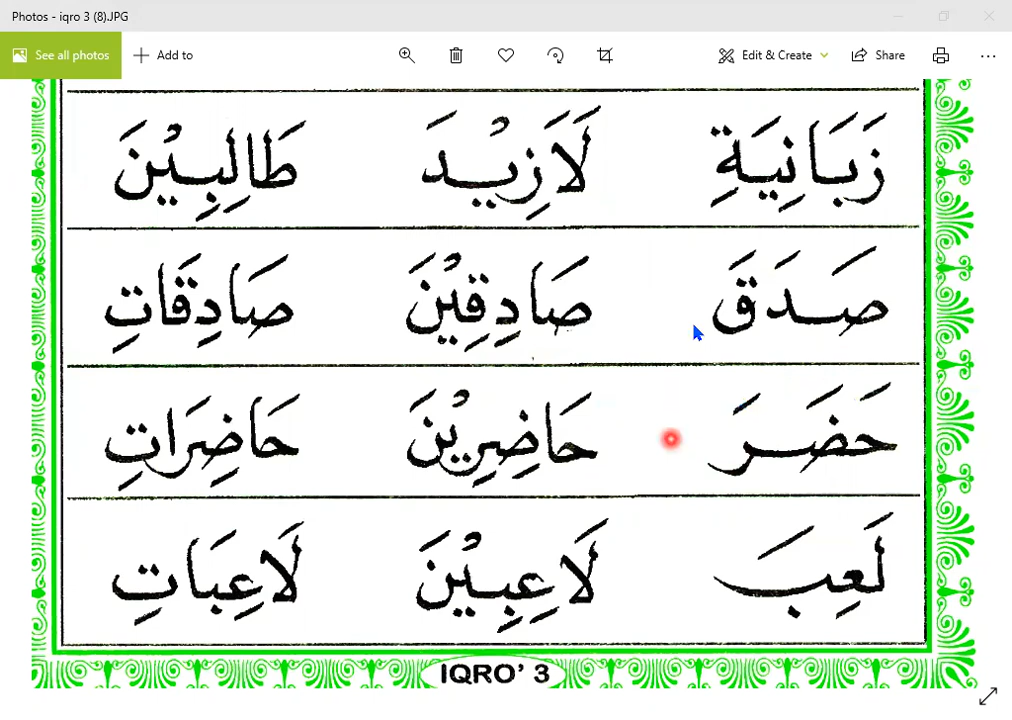 Photos - iqro 3 (8).JPG
See all photos Add to Edit & Create Share
زَبَانِيَةِ لَازِيْدَ طَالِبِيْنَ
صَدَقَ صَادِقِيْنَ صَادِقَاتِ
حَضَرَ حَاضِرِيْنَ حَاضِرَاتِ
لَعِبَ لَاعِبِيْنَ لَاعِبَاتِ
IQRO' 3